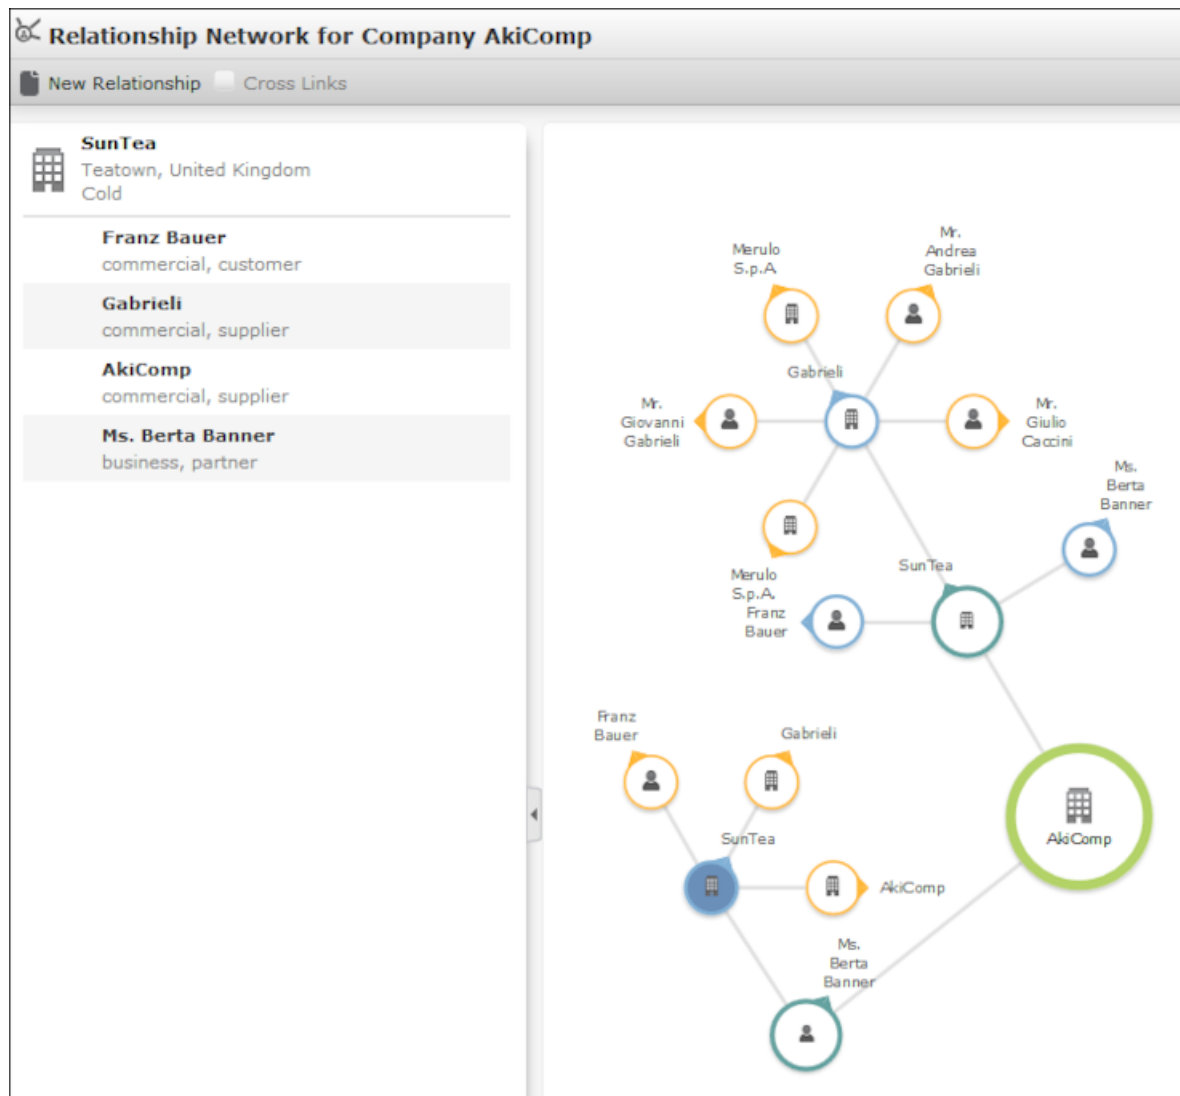 Relationship Network for Company AkiComp
New Relationship Cross Links
SunTea
Teatown, United Kingdom
Cold
Franz Bauer
commercial, customer
Gabrieli
commercial, supplier
AkiComp
commercial, supplier
Ms. Berta Banner
business, partner
Merulo
S.p.A.
Mr.
Andrea
Gabrieli
Gabrieli
Mr.
Giovanni
Gabrieli
Mr.
Giulio
Caccini
Ms.
Berta
Banner
SunTea
Merulo
S.p.A.
Franz
Bauer
Franz
Bauer
Gabrieli
SunTea
AkiComp
AkiComp
Ms.
Berta
Banner